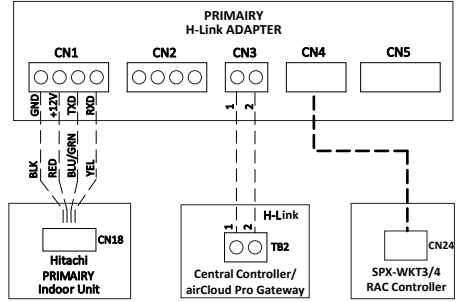 PRIMAIRY
H-Link ADAPTER
CN1 CN2 CN3 CN4 CN5
GND +12V TXD RXD 1 2
BLK RED BLU/GRN YEL
CN18
Hitachi
PRIMAIRY
Indoor Unit
H-Link
1 2
TB2
Central Controller/
airCloud Pro Gateway
CN24
SPX-WKT3/4
RAC Controller